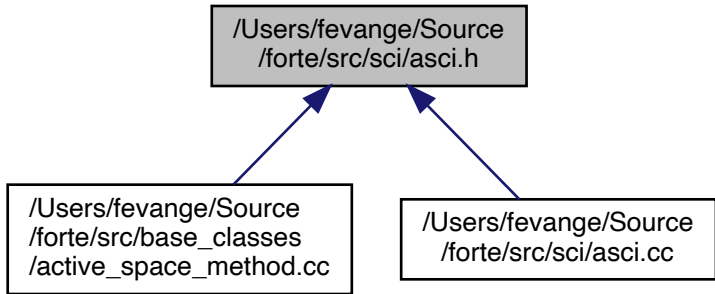 /Users/fevange/Source
/forte/src/sci/asci.h
/Users/fevange/Source
/forte/src/base_classes
/active_space_method.cc
/Users/fevange/Source
/forte/src/sci/asci.cc